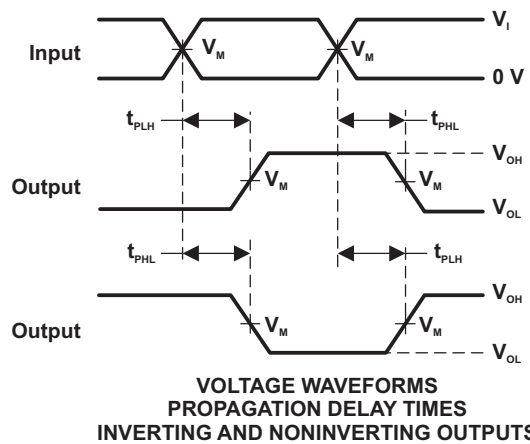 V_I
Input
V_M
V_M
0 V
t_PLH
t_PHL
V_OH
Output
V_M
V_M
V_OL
t_PHL
t_PLH
V_OH
Output
V_M
V_M
V_OL
VOLTAGE WAVEFORMS
PROPAGATION DELAY TIMES
INVERTING AND NONINVERTING OUTPUTS